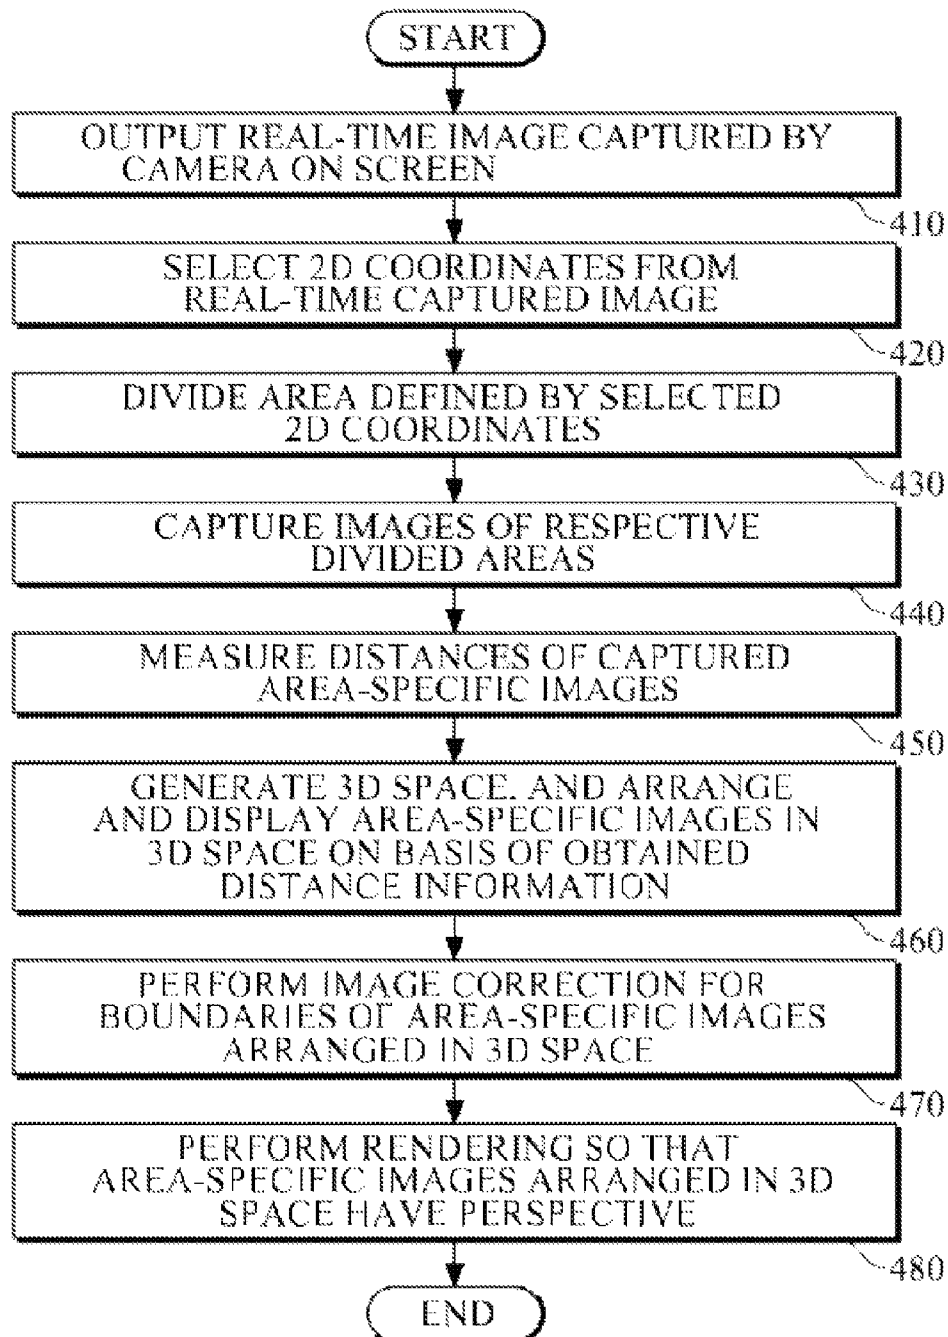 START
OUTPUT REAL-TIME IMAGE CAPTURED BY
CAMERA ON SCREEN
410
SELECT 2D COORDINATES FROM
REAL-TIME CAPTURED IMAGE
420
DIVIDE AREA DEFINED BY SELECTED
2D COORDINATES
430
CAPTURE IMAGES OF RESPECTIVE
DIVIDED AREAS
440
MEASURE DISTANCES OF CAPTURED
AREA-SPECIFIC IMAGES
450
GENERATE 3D SPACE, AND ARRANGE
AND DISPLAY AREA-SPECIFIC IMAGES IN
3D SPACE ON BASIS OF OBTAINED
DISTANCE INFORMATION
460
PERFORM IMAGE CORRECTION FOR
BOUNDARIES OF AREA-SPECIFIC IMAGES
ARRANGED IN 3D SPACE
470
PERFORM RENDERING SO THAT
AREA-SPECIFIC IMAGES ARRANGED IN 3D
SPACE HAVE PERSPECTIVE
480
END